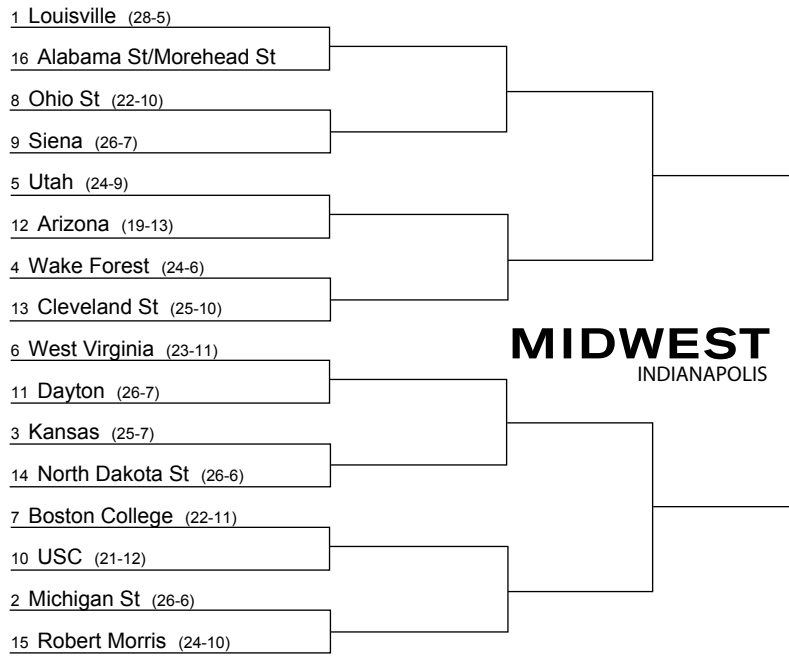 1 Louisville (28-5)
16 Alabama St/Morehead St
8 Ohio St (22-10)
9 Siena (26-7)
5 Utah (24-9)
12 Arizona (19-13)
4 Wake Forest (24-6)
13 Cleveland St (25-10)
6 West Virginia (23-11)
11 Dayton (26-7)
3 Kansas (25-7)
14 North Dakota St (26-6)
7 Boston College (22-11)
10 USC (21-12)
2 Michigan St (26-6)
15 Robert Morris (24-10)
MIDWEST
INDIANAPOLIS